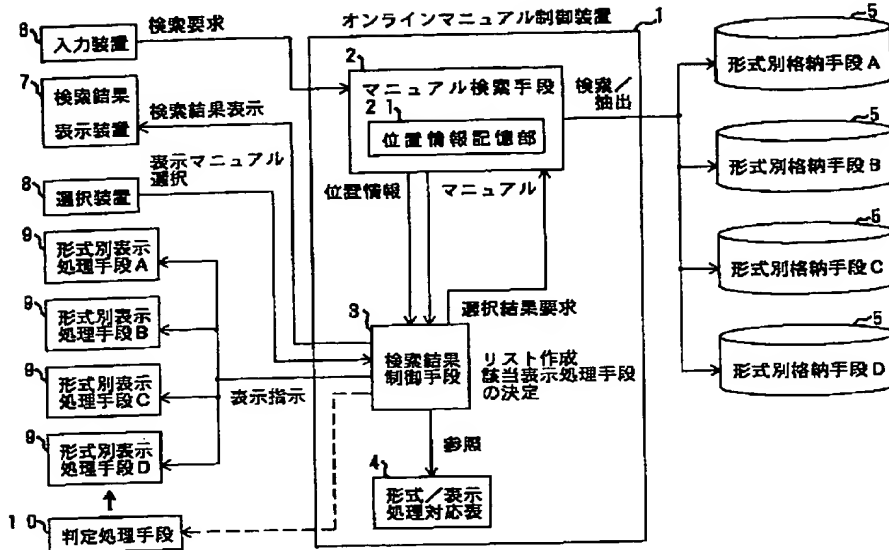 オンラインマニュアル制御装置
1
6
入力装置
検索要求
7
検索結果
表示装置
検索結果表示
表示マニュアル
選択
8
選択装置
2
マニュアル検索手段
21
位置情報記憶部
検索/
抽出
位置情報
マニュアル
選択結果要求
3
検索結果
制御手段
リスト作成
該当表示処理手段
の決定
参照
4
形式/表示
処理対応表
5
形式別格納手段A
5
形式別格納手段B
5
形式別格納手段C
5
形式別格納手段D
9
形式別表示
処理手段A
9
形式別表示
処理手段B
9
形式別表示
処理手段C
9
形式別表示
処理手段D
表示指示
10
判定処理手段